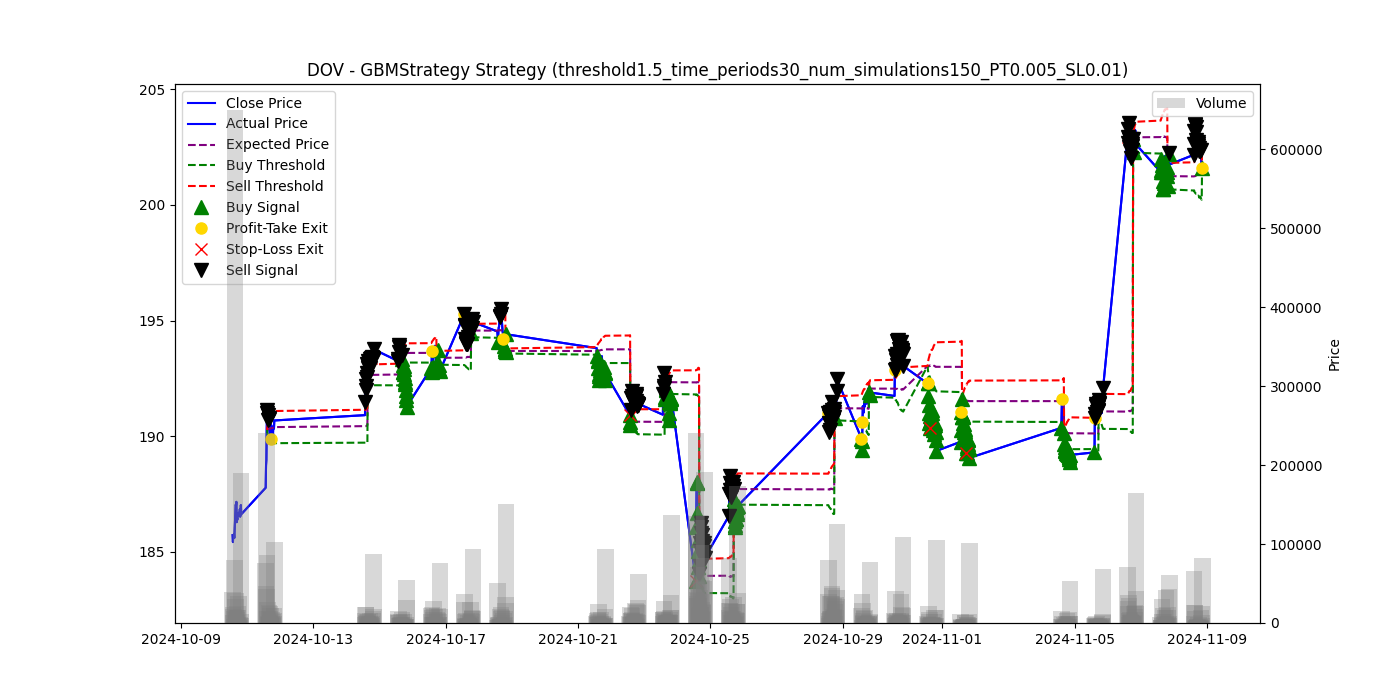 DOV - GBMStrategy Strategy (threshold1.5_time_periods30_num_simulations150_PT0.005_SL0.01)
205
200
195
190
185
Close Price
Actual Price
Expected Price
Buy Threshold
Sell Threshold
Buy Signal
Profit-Take Exit
Stop-Loss Exit
Sell Signal
Volume
600000
500000
400000
300000
200000
100000
0
Price
2024-10-09
2024-10-13
2024-10-17
2024-10-21
2024-10-25
2024-10-29
2024-11-01
2024-11-05
2024-11-09